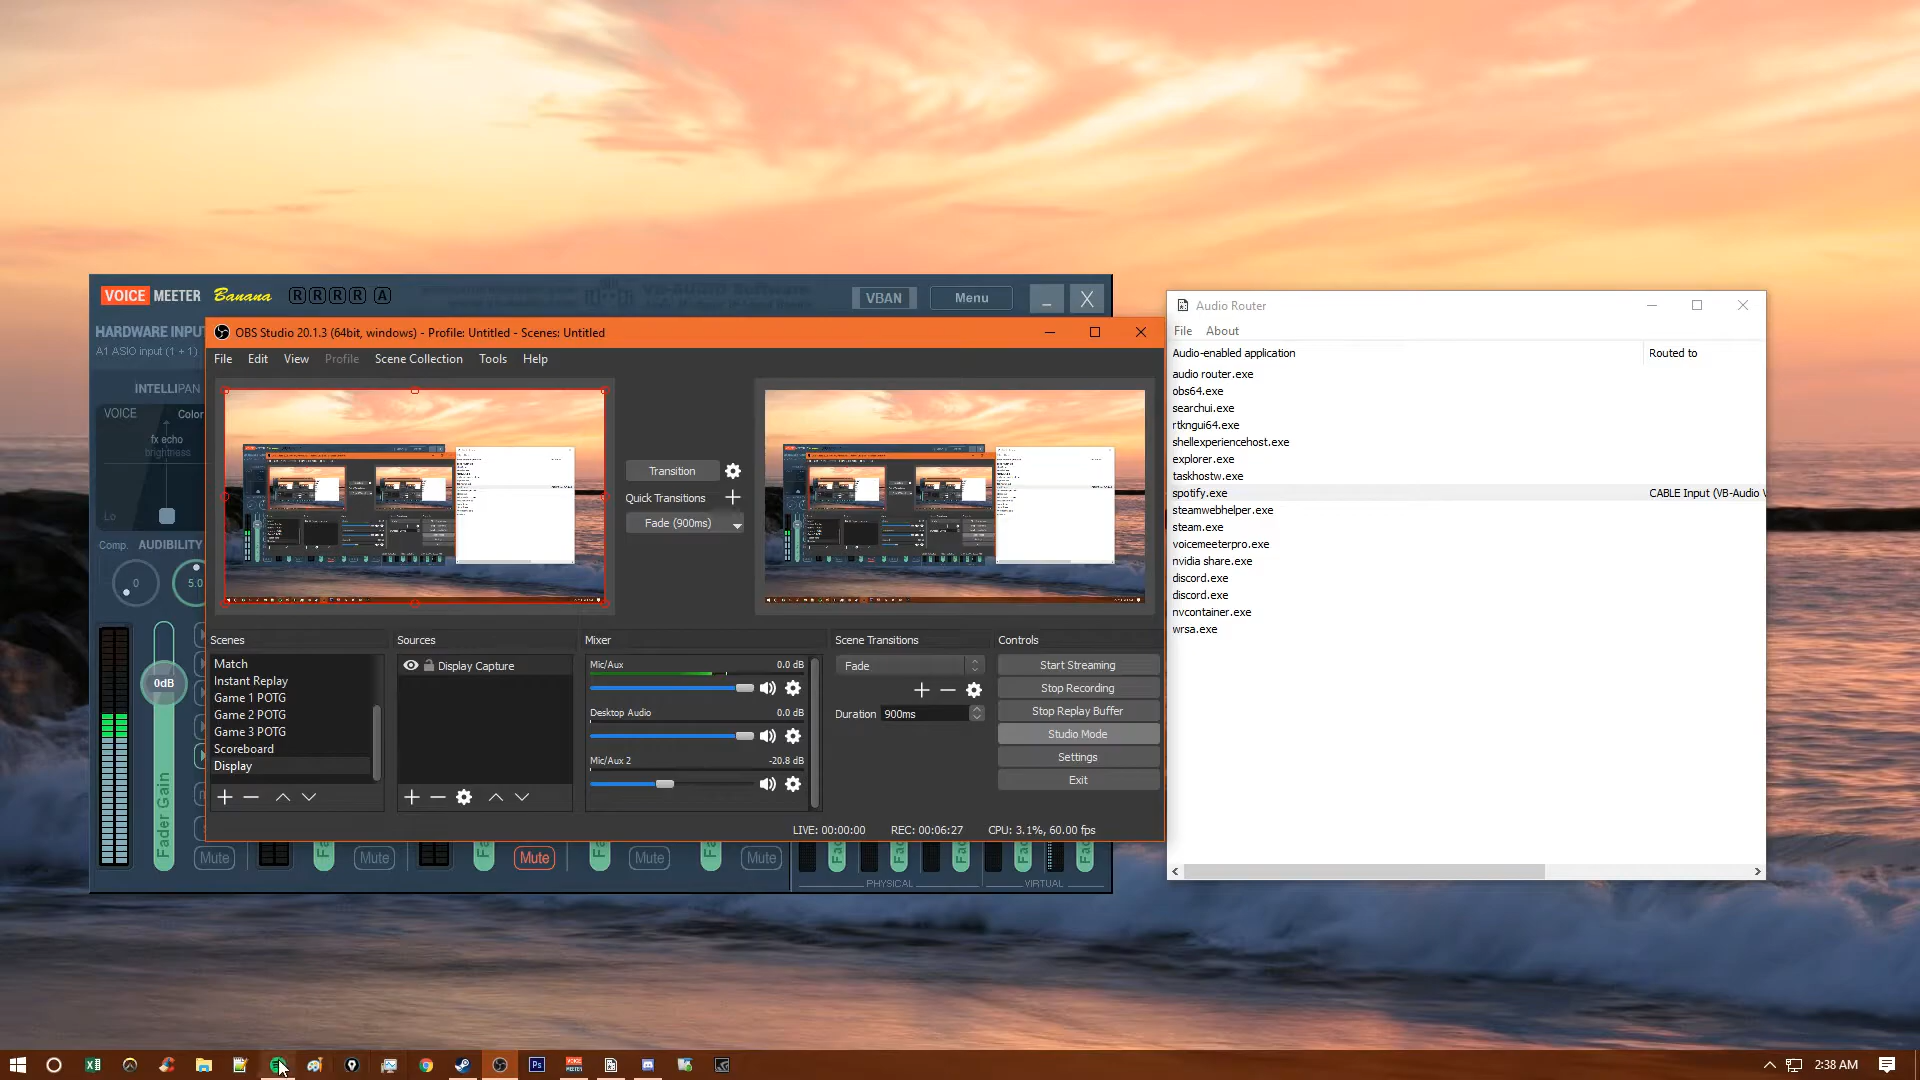 VOICE MEETER Banana R R R R A VBAN Menu X
HARDWARE INPU
A1 ASIO input (1 + 1)
INTELLIPAN
VOICE Color
fx echo
brightness
Lo
Comp. AUDIBILITY
0 5.0
0dB
Fader Gain
Mute Mute Mute Mute Mute
PHYSICAL VIRTUAL
OBS Studio 20.1.3 (64bit, windows) - Profile: Untitled - Scenes: Untitled
File Edit View Profile Scene Collection Tools Help
Transition
Quick Transitions
Fade (900ms)
Scenes
Match
Instant Replay
Game 1 POTG
Game 2 POTG
Game 3 POTG
Scoreboard
Display
Sources
Display Capture
Mixer
Mic/Aux 0.0 dB
Desktop Audio 0.0 dB
Mic/Aux 2 -20.8 dB
Scene Transitions
Fade
Duration 900ms
Controls
Start Streaming
Stop Recording
Stop Replay Buffer
Studio Mode
Settings
Exit
LIVE: 00:00:00 REC: 00:06:27 CPU: 3.1%, 60.00 fps
Audio Router
File About
Audio-enabled application Routed to
audio router.exe
obs64.exe
searchui.exe
rtkngui64.exe
shellexperiencehost.exe
explorer.exe
taskhostw.exe
spotify.exe CABLE Input (VB-Audio V
steamwebhelper.exe
steam.exe
voicemeeterpro.exe
nvidia share.exe
discord.exe
discord.exe
nvcontainer.exe
wrsa.exe
Ps
VOICE
MEETER
2:38 AM